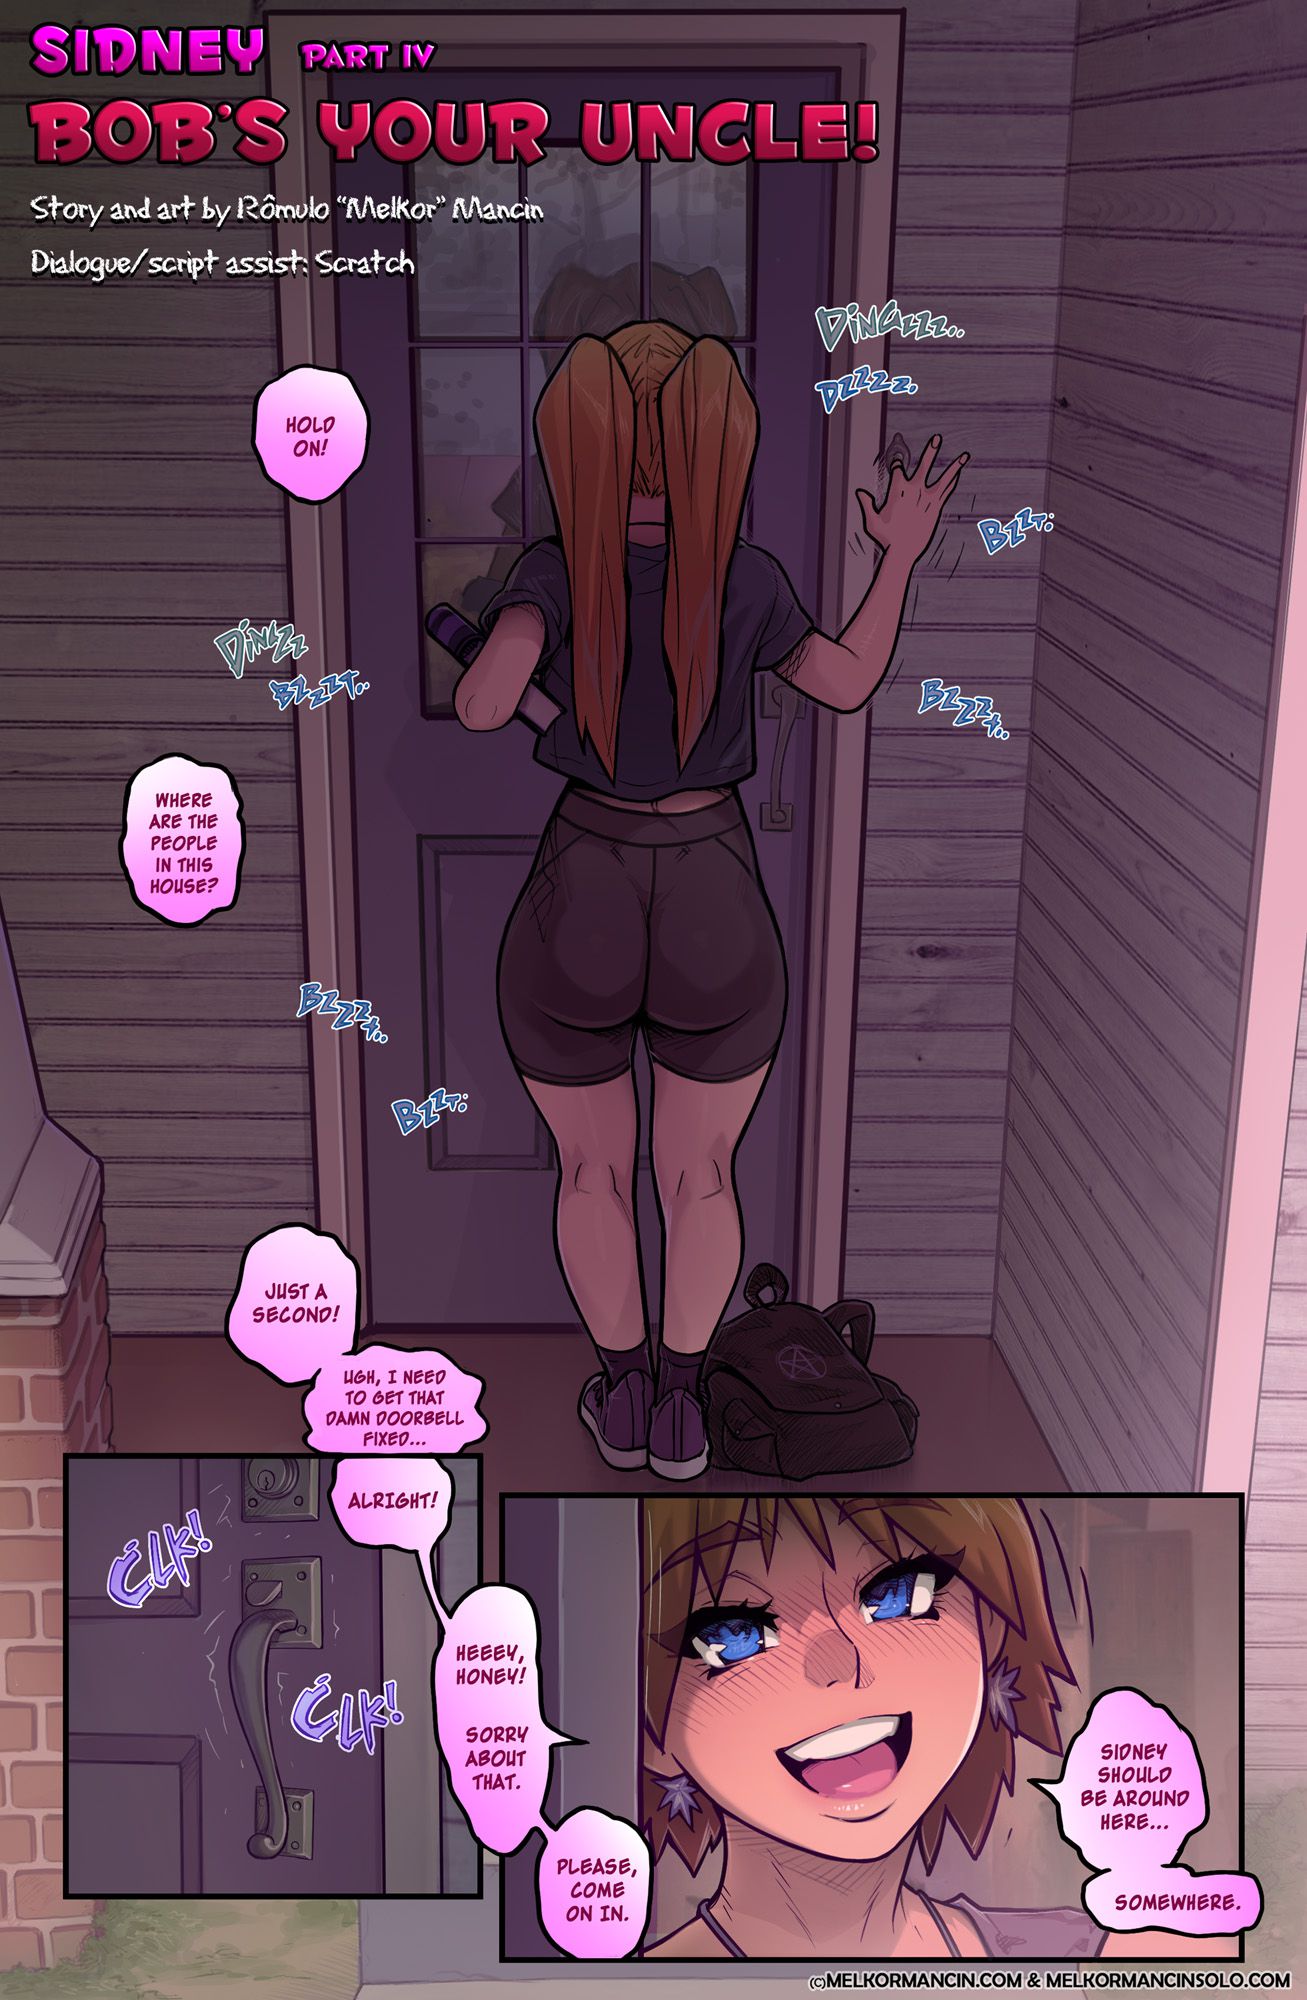 SIDNEY PART IV
BOB'S YOUR UNCLE!
Story and art by Rômulo "Melkor" Mancin
Dialogue/script assist: Scratch
DINGZZZ..
DZZZZ.
HOLD
ON!
BZZT:
DINGZZ
BZZZT..
BZZZT..
WHERE
ARE THE
PEOPLE
IN THIS
HOUSE?
BZZZT..
BZZT:
JUST A
SECOND!
UGH, I NEED
TO GET THAT
DAMN DOORBELL
FIXED...
CLK!
CLK!
ALRIGHT!
HEEEY,
HONEY!
SORRY
ABOUT
THAT.
PLEASE,
COME
ON IN.
SIDNEY
SHOULD
BE AROUND
HERE...
SOMEWHERE.
(C)MELKORMANCIN.COM & MELKORMANCINSOLO.COM